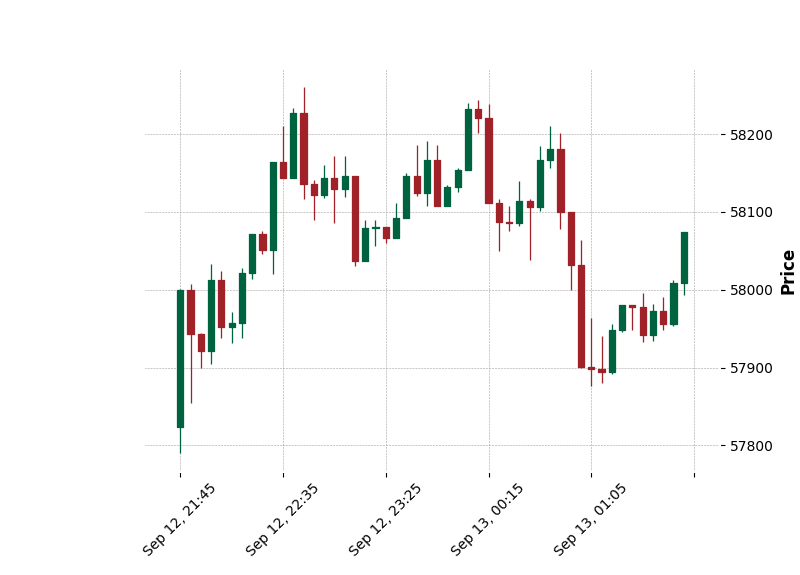 58200
58100
58000
57900
57800
Price
Sep 12, 21:45
Sep 12, 22:35
Sep 12, 23:25
Sep 13, 00:15
Sep 13, 01:05